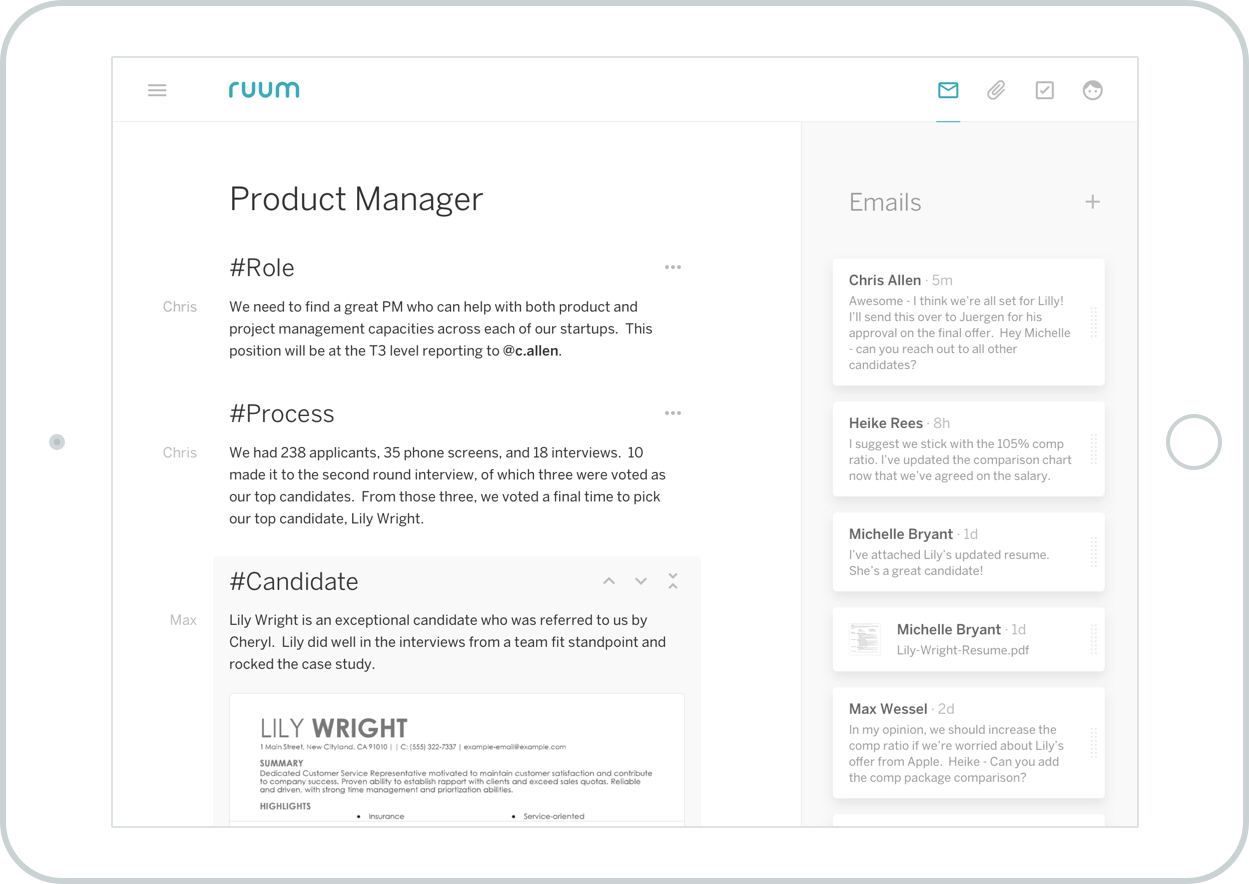 ruum
Product Manager
#Role
Chris
We need to find a great PM who can help with both product and
project management capacities across each of our startups.  This
position will be at the T3 level reporting to @c.allen.
#Process
Chris
We had 238 applicants, 35 phone screens, and 18 interviews.  10
made it to the second round interview, of which three were voted as
our top candidates.  From those three, we voted a final time to pick
our top candidate, Lily Wright.
#Candidate
Max
Lily Wright is an exceptional candidate who was referred to us by
Cheryl.  Lily did well in the interviews from a team fit standpoint and
rocked the case study.
LILY WRIGHT
1 Main Street, New Cityland, CA 91010 | | C: (555) 322-7337 | example-email@example.com
SUMMARY
Dedicated Customer Service Representative motivated to maintain customer satisfaction and contribute
to company success. Proven ability to establish rapport with clients and exceed sales quotas. Reliable
and driven, with strong time management and priortization abilities.
HIGHLIGHTS
• Insurance
• Service-oriented
Emails
Chris Allen · 5m
Awesome - I think we're all set for Lilly!
I'll send this over to Juergen for his
approval on the final offer.  Hey Michelle
- can you reach out to all other
candidates?
Heike Rees · 8h
I suggest we stick with the 105% comp
ratio. I've updated the comparison chart
now that we've agreed on the salary.
Michelle Bryant · 1d
I've attached Lily's updated resume.
She's a great candidate!
Michelle Bryant · 1d
Lily-Wright-Resume.pdf
Max Wessel · 2d
In my opinion, we should increase the
comp ratio if we're worried about Lily's
offer from Apple.  Heike - Can you add
the comp package comparison?